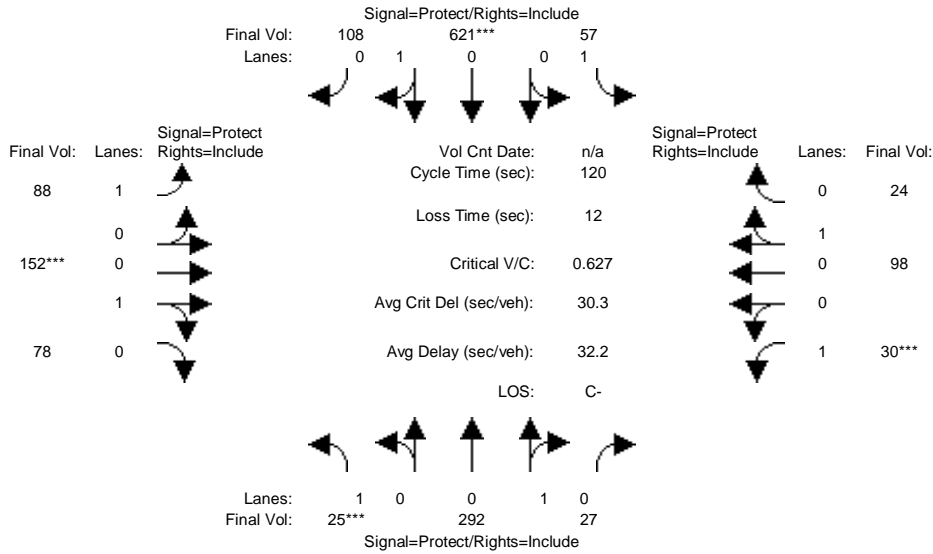 Signal=Protect/Rights=Include
Final Vol: 108 621*** 57
Lanes: 0 1 0 0 1
Signal=Protect Signal=Protect
Final Vol: Lanes: Rights=Include Vol Cnt Date: n/a Rights=Include Lanes: Final Vol:
Cycle Time (sec): 120
88 1 0 24
Loss Time (sec): 12
0 1
152*** 0 Critical V/C: 0.627 0 98
1 Avg Crit Del (sec/veh): 30.3 0
78 0 Avg Delay (sec/veh): 32.2 1 30***
LOS: C-
Lanes: 1 0 0 1 0
Final Vol: 25*** 292 27
Signal=Protect/Rights=Include